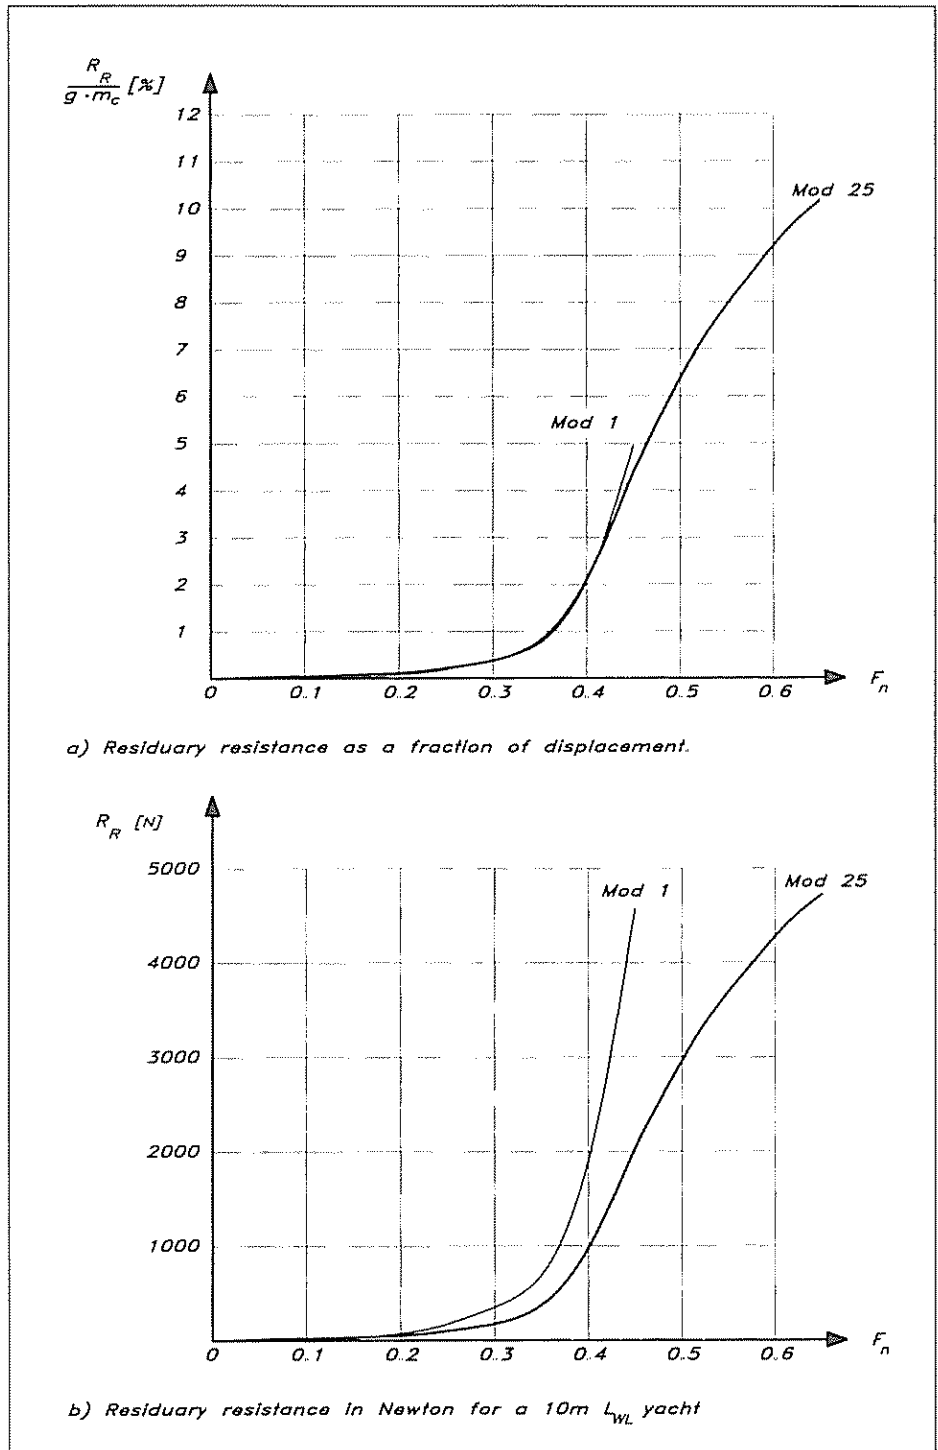 R_R
g · m_c [%]
12
11
10
9
8
7
6
5
4
3
2
1
Mod 25
Mod 1
0 0..1 0..2 0..3 0..4 0..5 0..6 F_n
a) Residuary resistance as a fraction of displacement.
R_R [N]
5000
4000
3000
2000
1000
Mod 1
Mod 25
0 0..1 0..2 0..3 0..4 0..5 0..6 F_n
b) Residuary resistance in Newton for a 10m L_WL yacht